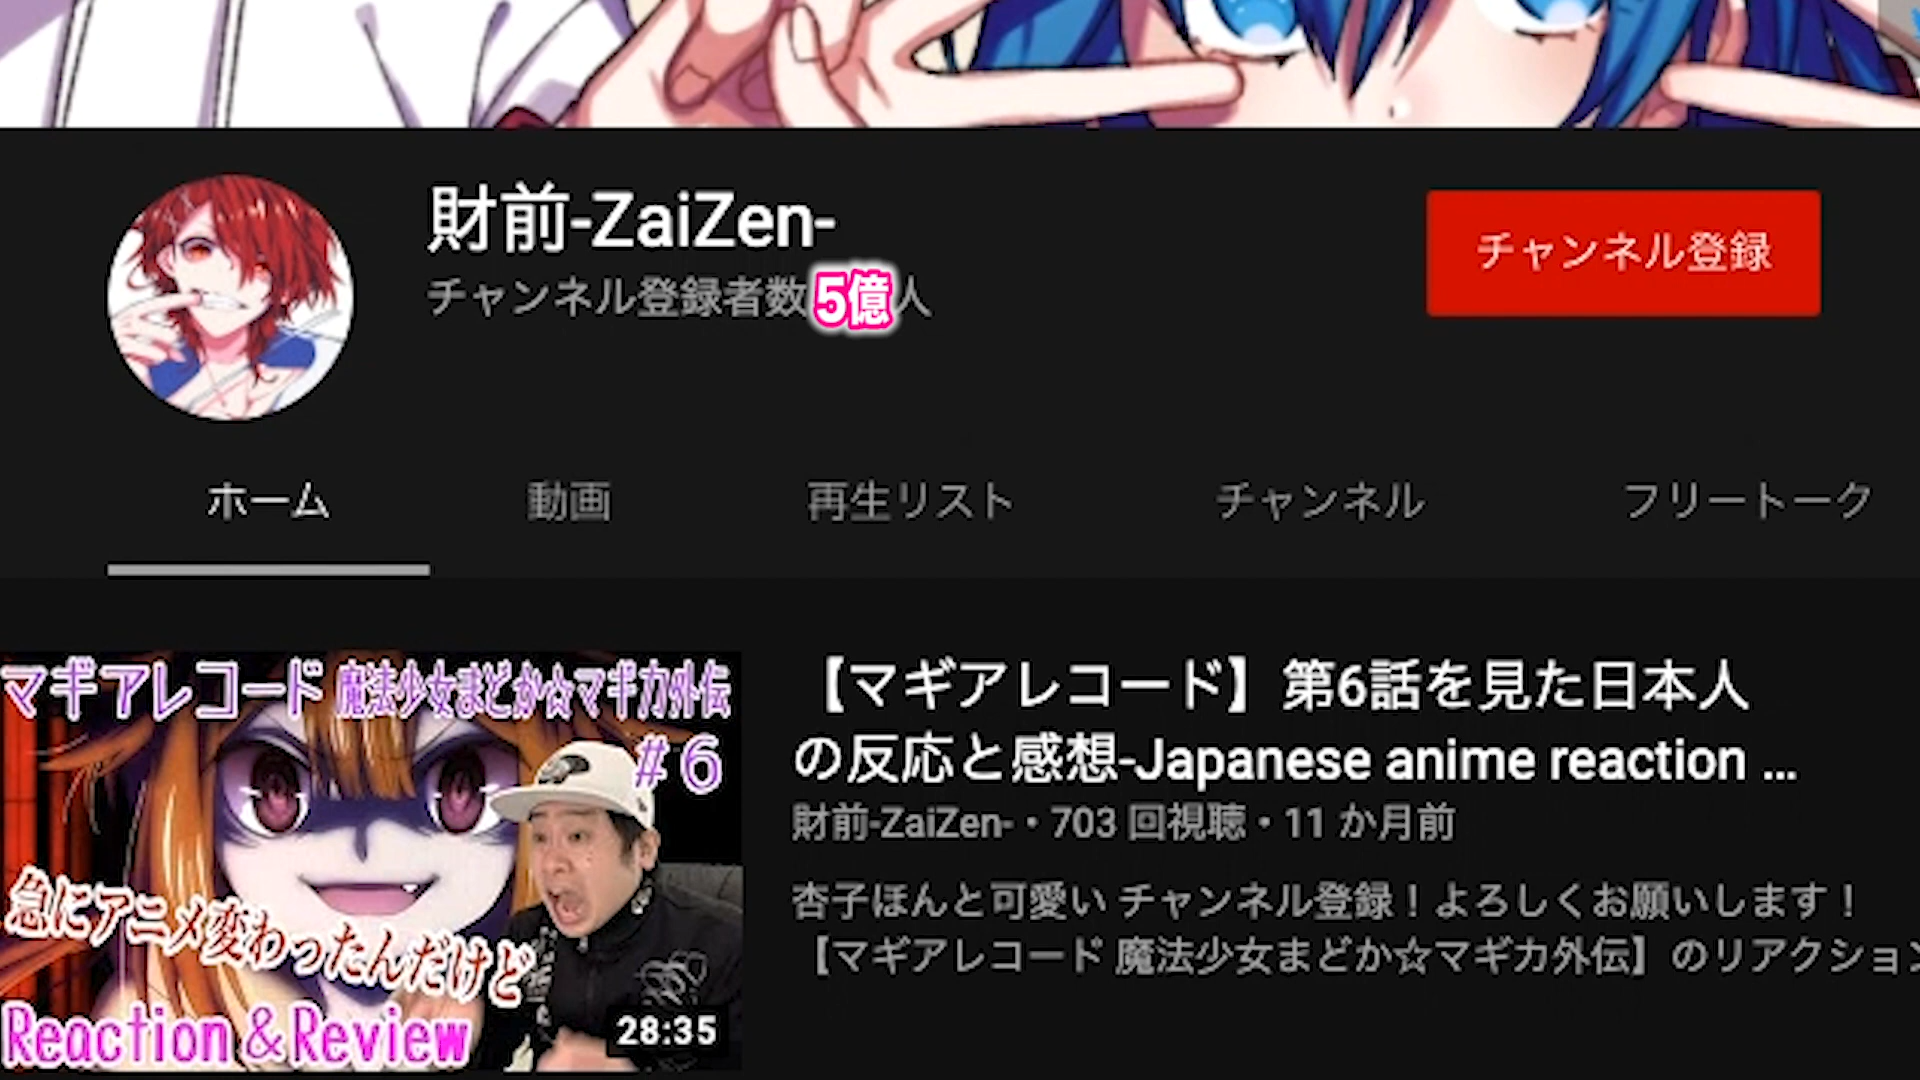 財前-ZaiZen-
チャンネル登録者数5億人
チャンネル登録
ホーム
動画
再生リスト
チャンネル
フリートーク
マギアレコード 魔法少女まどか☆マギカ外伝
#6
急にアニメ変わったんだけど
Reaction&Review
28:35
【マギアレコード】第6話を見た日本人
の反応と感想-Japanese anime reaction ...
財前-ZaiZen-・703 回視聴・11 か月前
杏子ほんと可愛い チャンネル登録！よろしくお願いします！
【マギアレコード 魔法少女まどか☆マギカ外伝】のリアクション